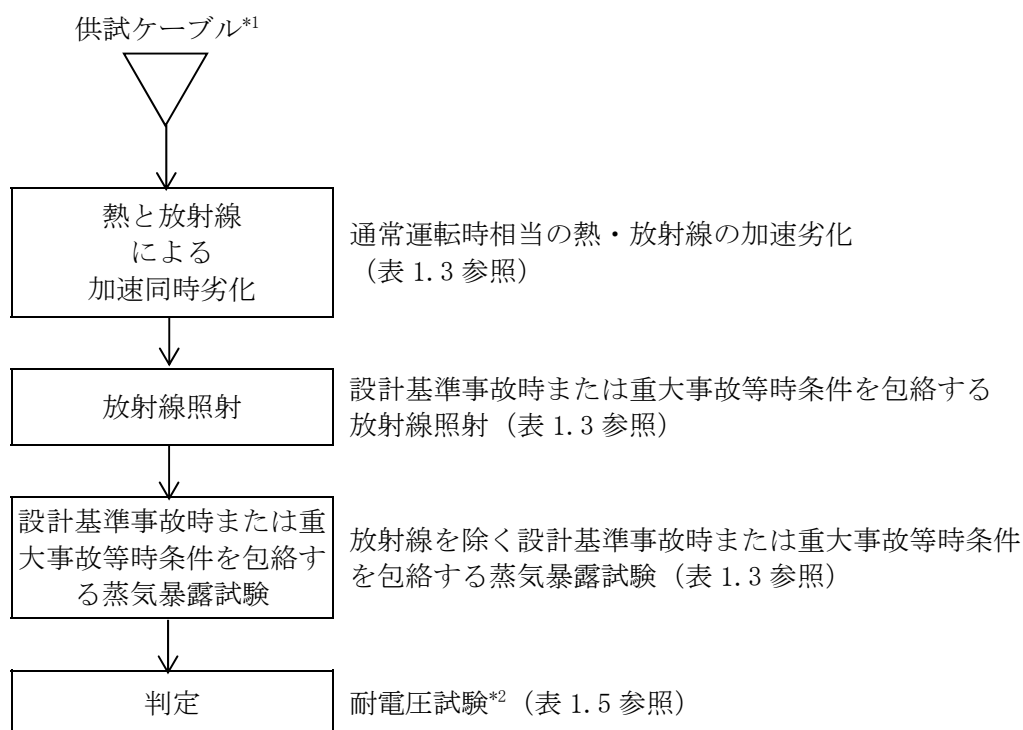 供試ケーブル*1
熱と放射線
による
加速同時劣化
通常運転時相当の熱・放射線の加速劣化
（表 1.3 参照）
放射線照射
設計基準事故時または重大事故等時条件を包絡する
放射線照射（表 1.3 参照）
設計基準事故時または重
大事故等時条件を包絡す
る蒸気暴露試験
放射線を除く設計基準事故時または重大事故等時条件
を包絡する蒸気暴露試験（表 1.3 参照）
判定
耐電圧試験*2（表 1.5 参照）